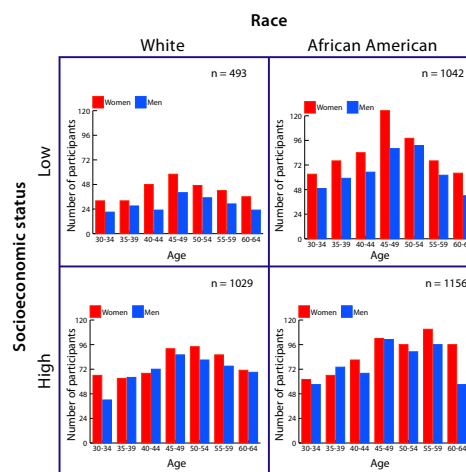 Race
White
African American
Socioeconomic status
Low
High
n = 493
Women
Men
Number of participants
120
96
72
48
24
0
30-34 35-39 40-44 45-49 50-54 55-59 60-64
Age
n = 1042
Women
Men
Number of participants
120
96
72
48
24
0
30-34 35-39 40-44 45-49 50-54 55-59 60-64
Age
n = 1029
Women
Men
Number of participants
120
96
72
48
24
0
30-34 35-39 40-44 45-49 50-54 55-59 60-64
Age
n = 1156
Women
Men
Number of participants
120
96
72
48
24
0
30-34 35-39 40-44 45-49 50-54 55-59 60-64
Age